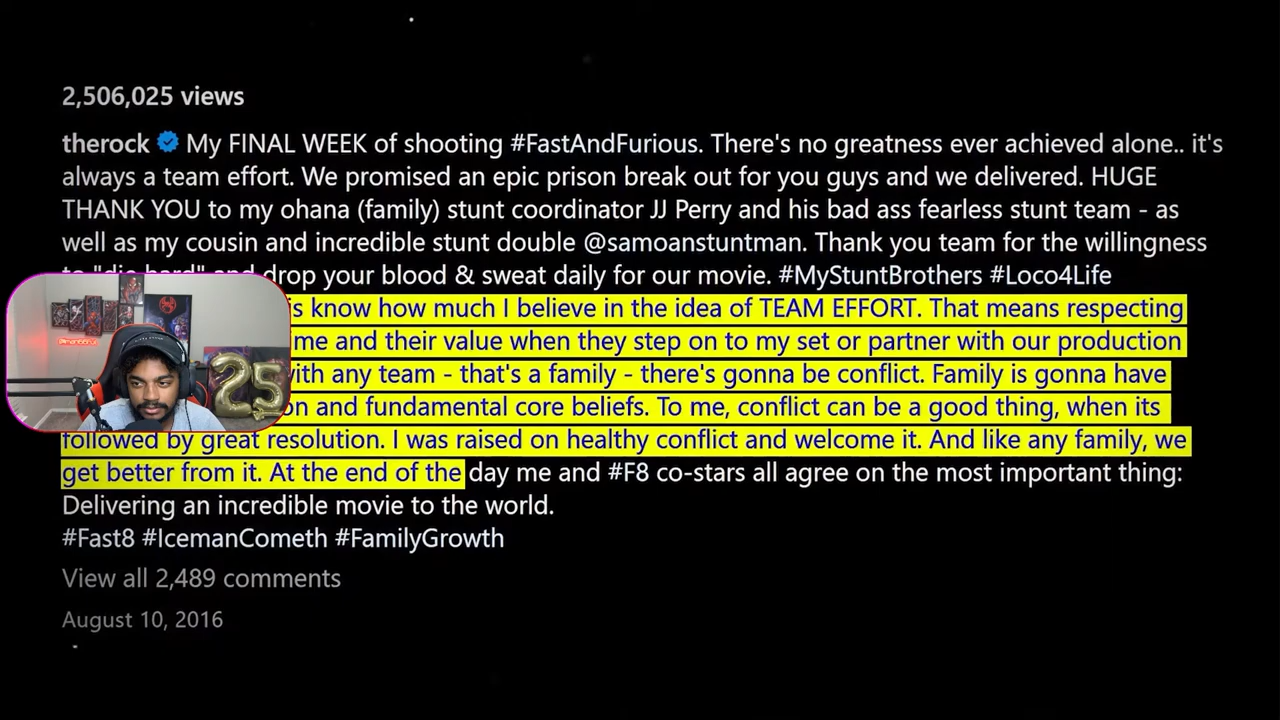 2,506,025 views
therock My FINAL WEEK of shooting #FastAndFurious. There's no greatness ever achieved alone.. it's
always a team effort. We promised an epic prison break out for you guys and we delivered. HUGE
THANK YOU to my ohana (family) stunt coordinator JJ Perry and his bad ass fearless stunt team - as
well as my cousin and incredible stunt double @samoanstuntman. Thank you team for the willingness
to "die hard" and drop your blood & sweat daily for our movie. #MyStuntBrothers #Loco4Life
is know how much I believe in the idea of TEAM EFFORT. That means respecting
me and their value when they step on to my set or partner with our production
with any team - that's a family - there's gonna be conflict. Family is gonna have
on and fundamental core beliefs. To me, conflict can be a good thing, when its
followed by great resolution. I was raised on healthy conflict and welcome it. And like any family, we
get better from it. At the end of the day me and #F8 co-stars all agree on the most important thing:
Delivering an incredible movie to the world.
#Fast8 #IcemanCometh #FamilyGrowth
View all 2,489 comments
August 10, 2016
25